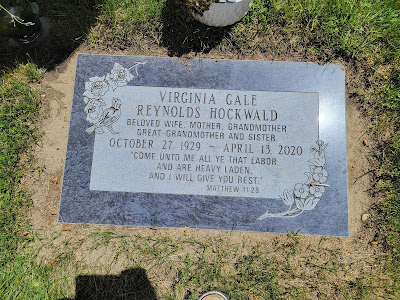 VIRGINIA GALE
REYNOLDS HOCKWALD
BELOVED WIFE, MOTHER, GRANDMOTHER
GREAT-GRANDMOTHER AND SISTER
OCTOBER 27, 1929 ~ APRIL 13, 2020
"COME UNTO ME ALL YE THAT LABOR
AND ARE HEAVY LADEN,
AND I WILL GIVE YOU REST."
MATTHEW 11-28